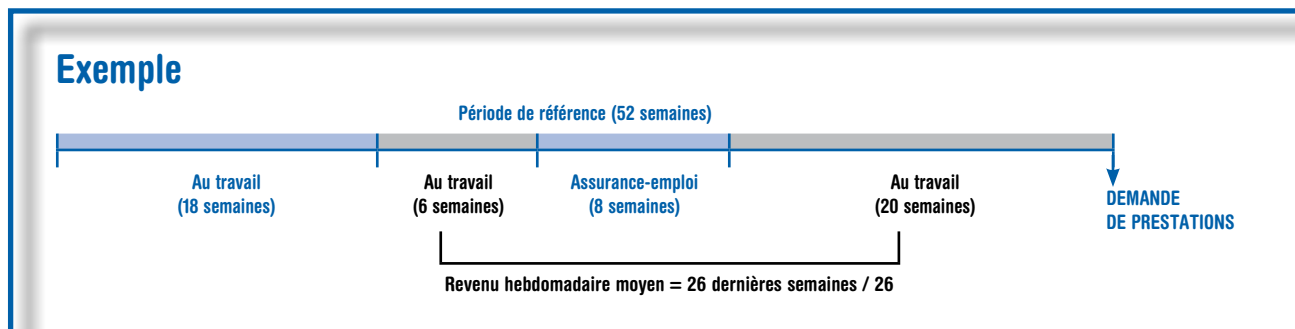 Exemple
Période de référence (52 semaines)
Au travail
(18 semaines)
Au travail
(6 semaines)
Assurance-emploi
(8 semaines)
Au travail
(20 semaines)
DEMANDE
DE PRESTATIONS
Revenu hebdomadaire moyen = 26 dernières semaines / 26